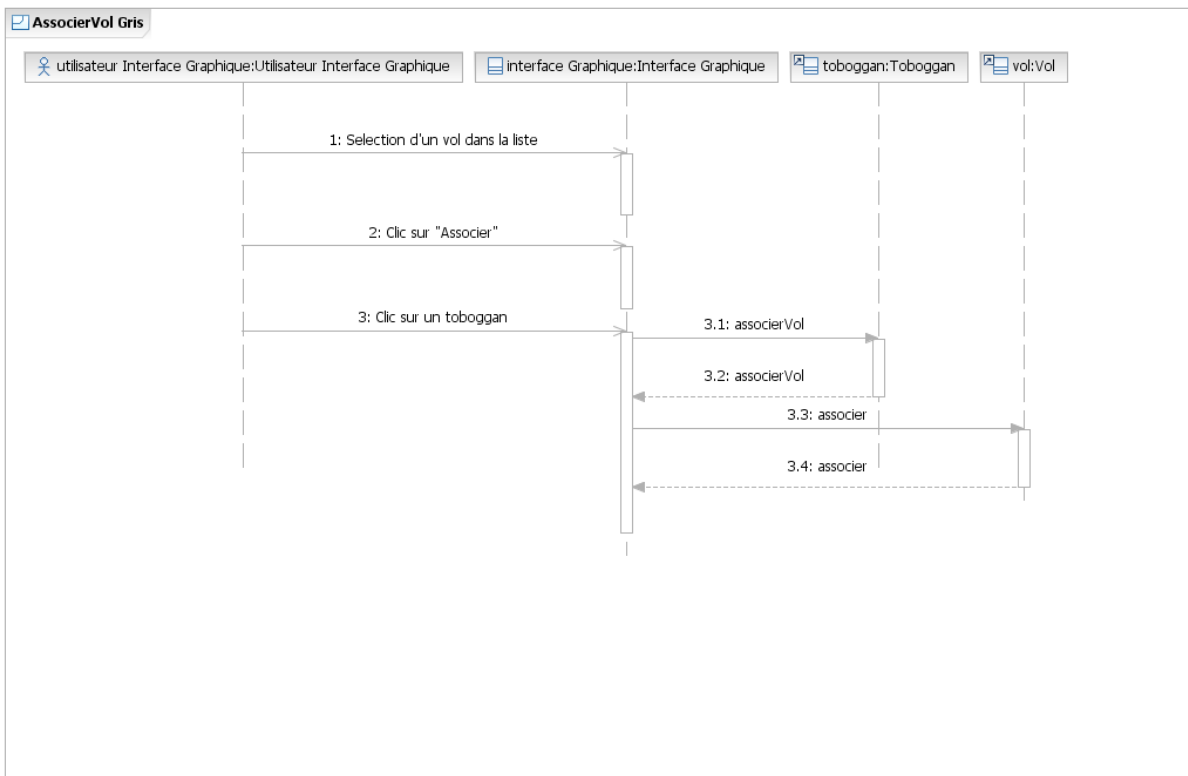 AssocierVol Gris
utilisateur Interface Graphique:Utilisateur Interface Graphique
interface Graphique:Interface Graphique
toboggan:Toboggan
vol:Vol
1: Selection d'un vol dans la liste
2: Clic sur "Associer"
3: Clic sur un toboggan
3.1: associerVol
3.2: associerVol
3.3: associer
3.4: associer